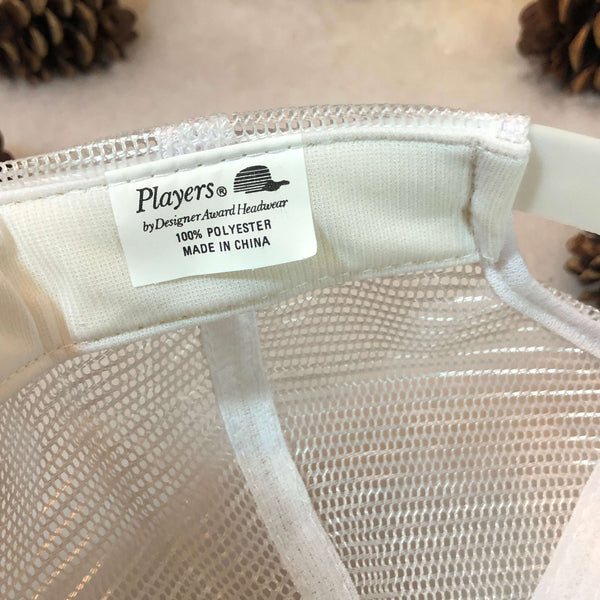 Players®
by Designer Award Headwear
100% POLYESTER
MADE IN CHINA